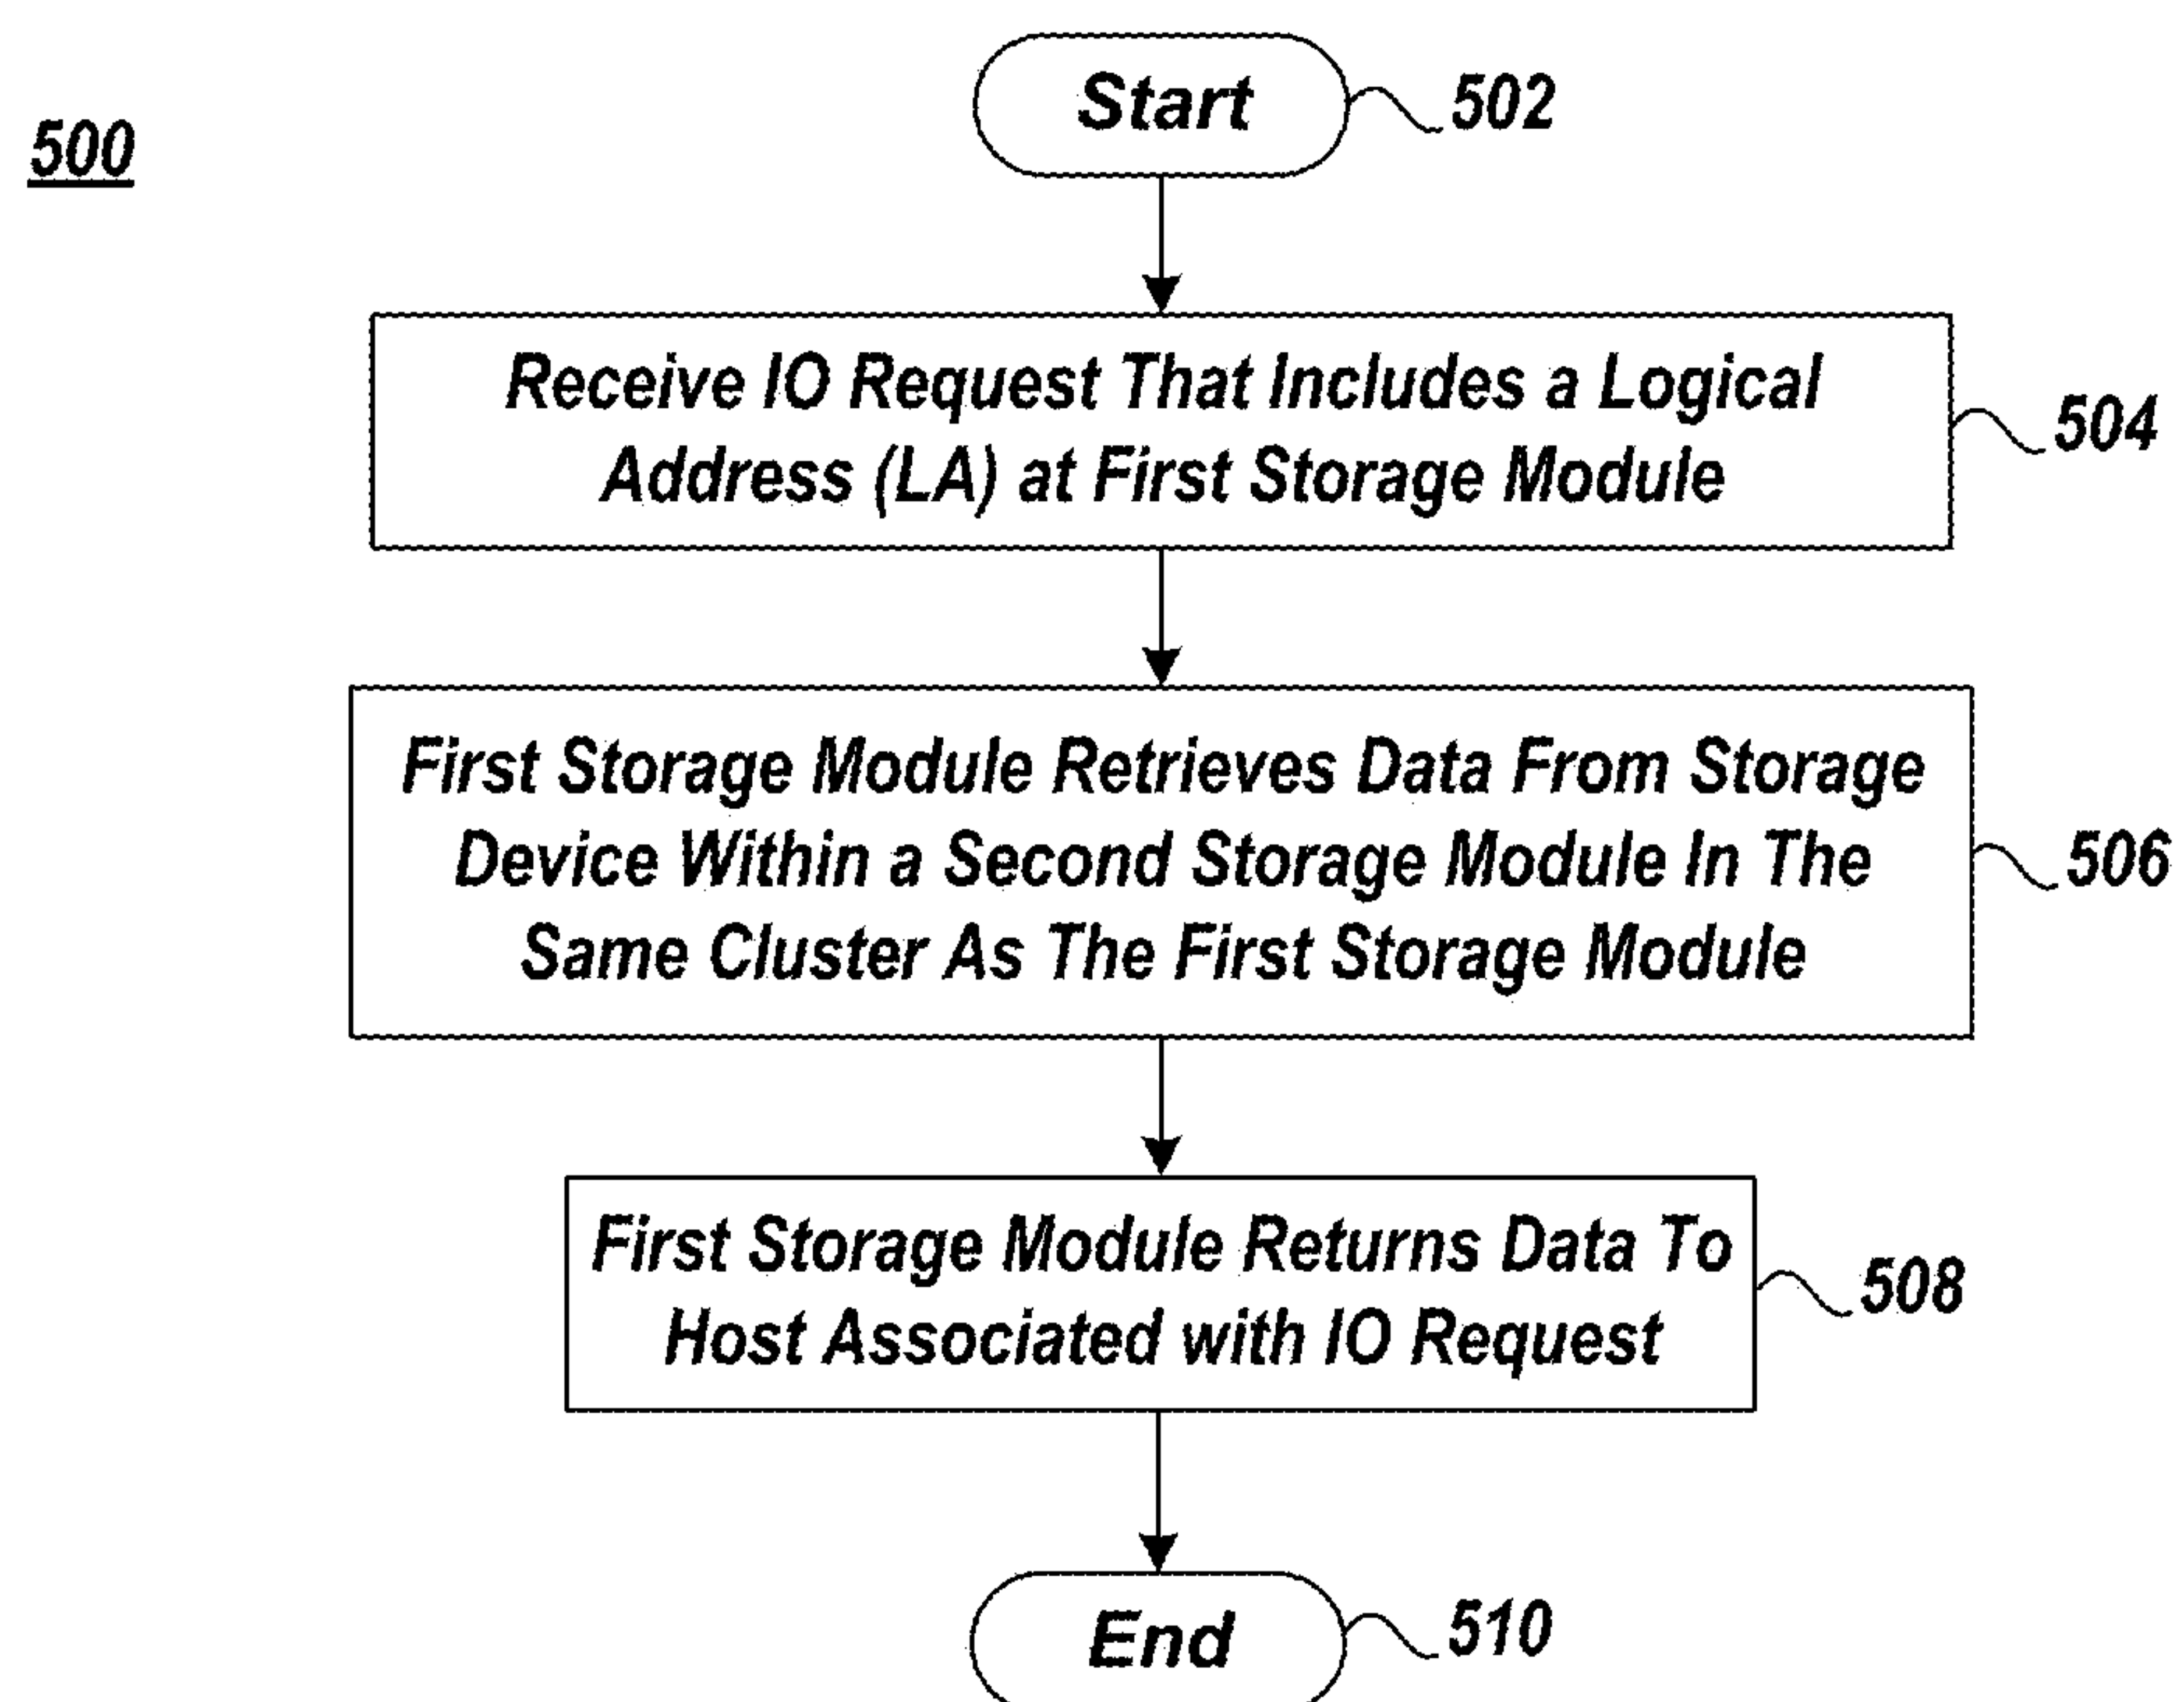 Start
502
500
Receive IO Request That Includes a Logical
Address (LA) at First Storage Module
504
First Storage Module Retrieves Data From Storage
Device Within a Second Storage Module In The
Same Cluster As The First Storage Module
506
First Storage Module Returns Data To
Host Associated with IO Request
508
End
510